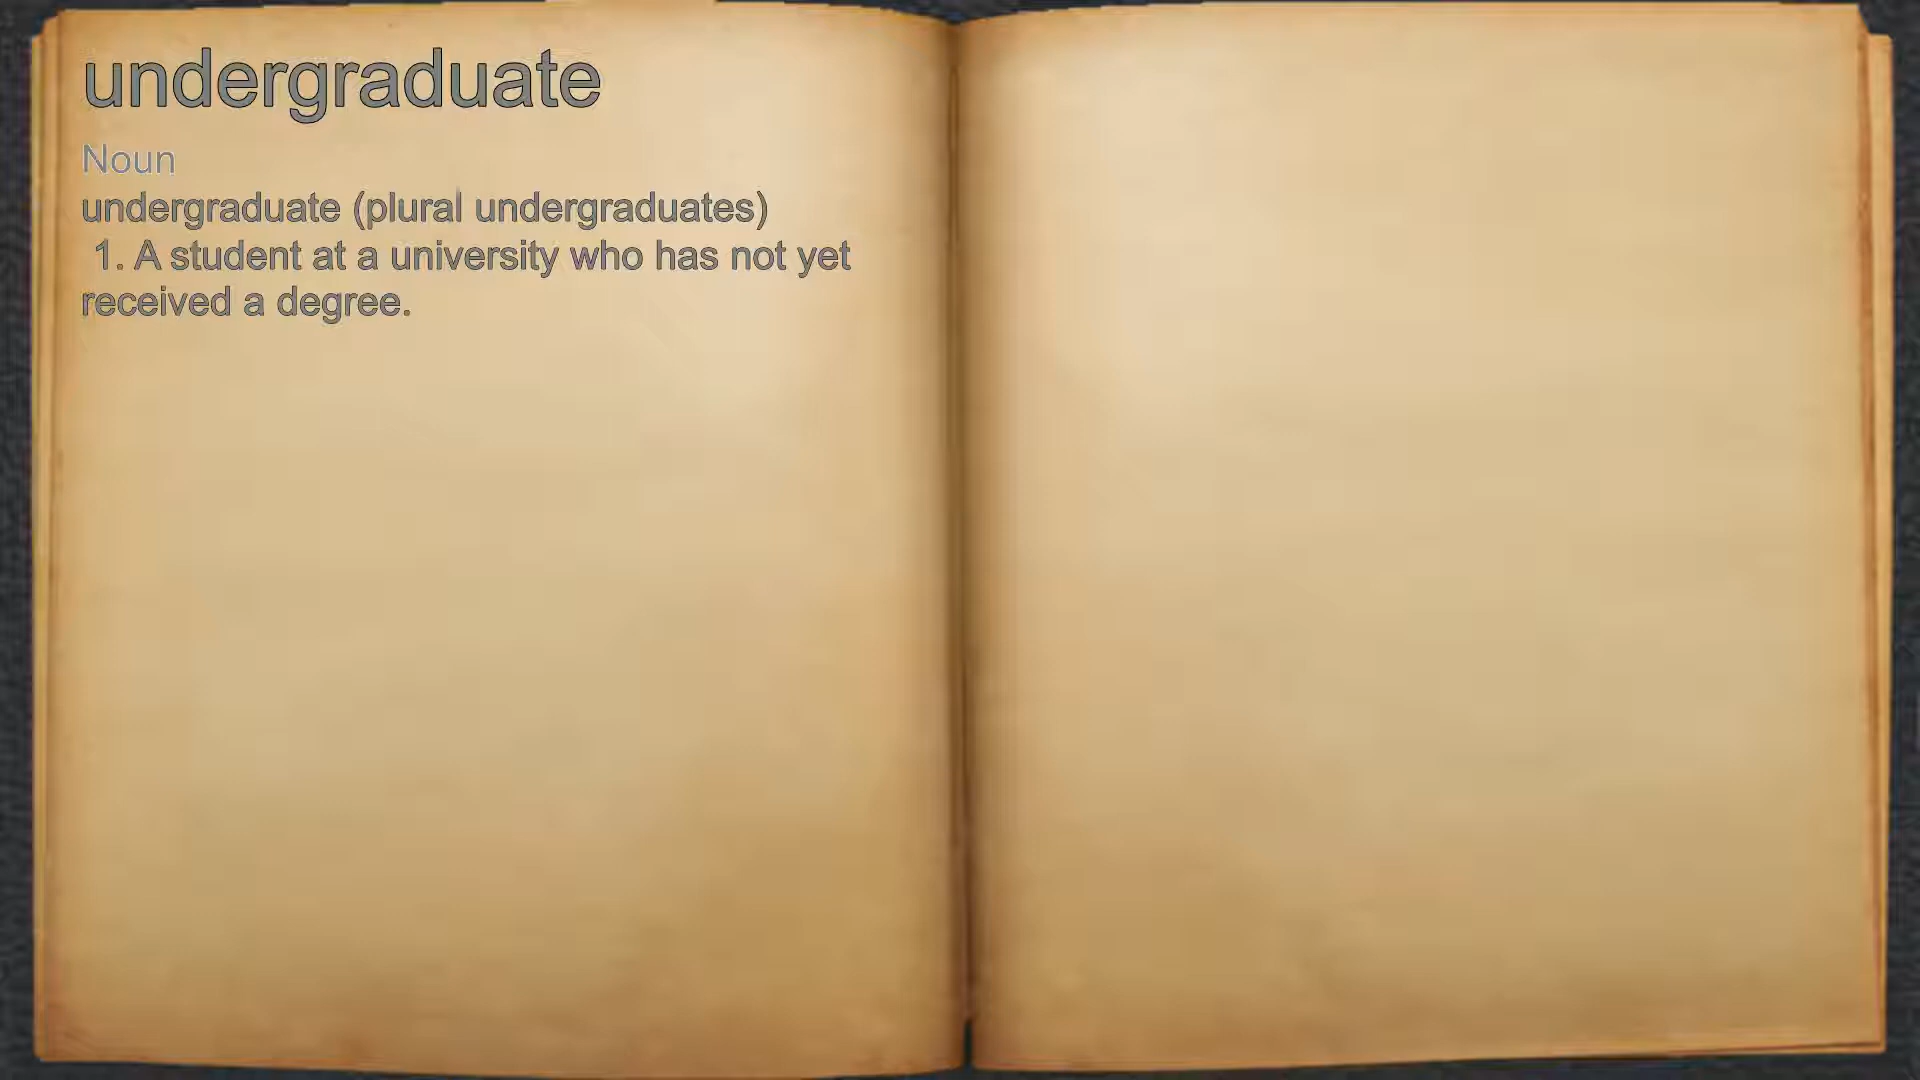 undergraduate
Noun
undergraduate (plural undergraduates)
1. A student at a university who has not yet
received a degree.